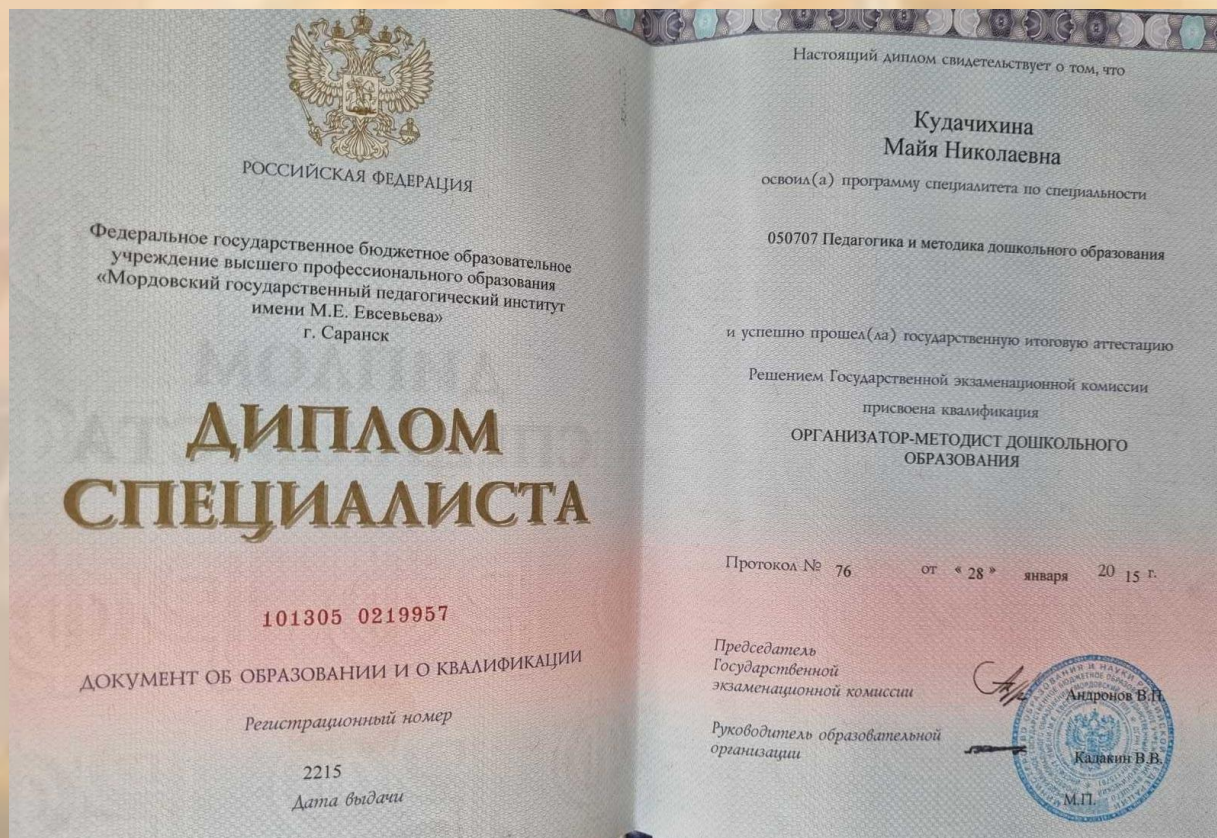 РОССИЙСКАЯ ФЕДЕРАЦИЯ
Федеральное государственное бюджетное образовательное
учреждение высшего профессионального образования
«Мордовский государственный педагогический институт
имени М.Е. Евсевьева»
г. Саранск
ДИПЛОМ
СПЕЦИАЛИСТА
101305 0219957
ДОКУМЕНТ ОБ ОБРАЗОВАНИИ И О КВАЛИФИКАЦИИ
Регистрационный номер
2215
Дата выдачи
Настоящий диплом свидетельствует о том, что
Кудачихина
Майя Николаевна
освоил(а) программу специалитета по специальности
050707 Педагогика и методика дошкольного образования
и успешно прошел(ла) государственную итоговую аттестацию
Решением Государственной экзаменационной комиссии
присвоена квалификация
ОРГАНИЗАТОР-МЕТОДИСТ ДОШКОЛЬНОГО
ОБРАЗОВАНИЯ
Протокол № 76 от « 28 » января 20 15 г.
Председатель
Государственной
экзаменационной комиссии
Андронов В.П.
Руководитель образовательной
организации
Кадакин В.В.
М.П.